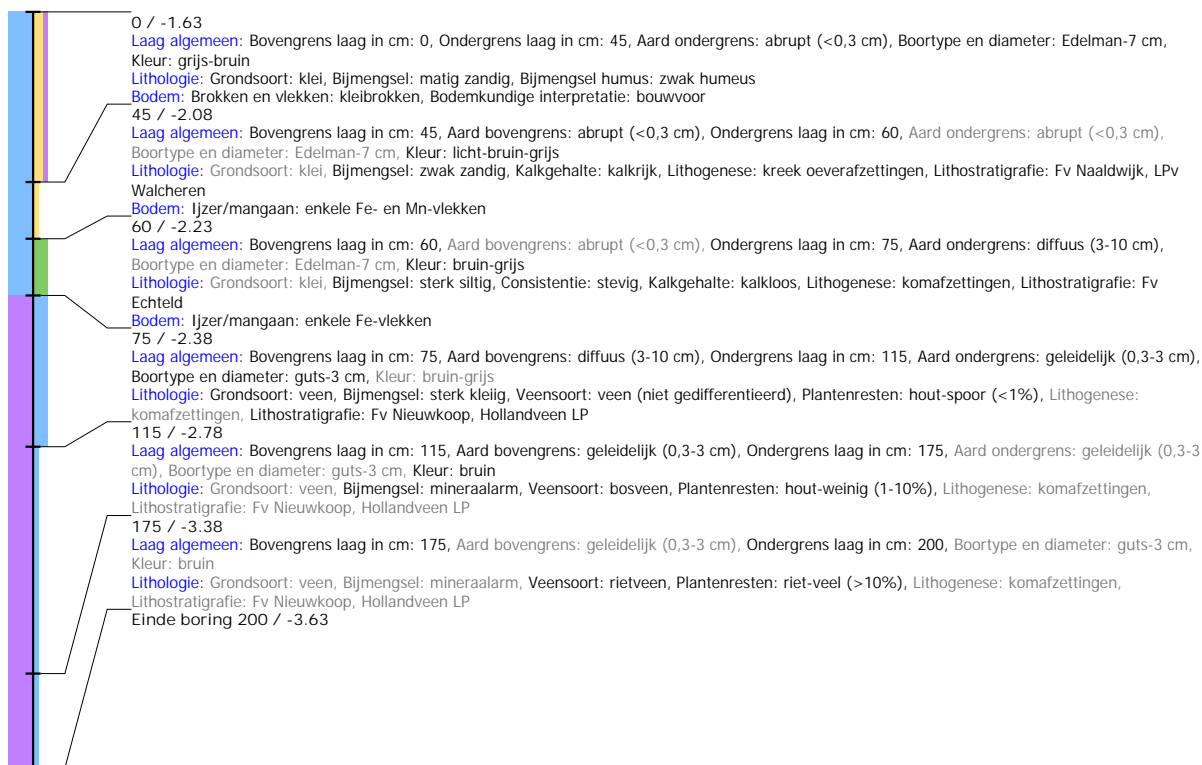 0 / -1.63
Laag algemeen: Bovengrens laag in cm: 0, Ondergrens laag in cm: 45, Aard ondergrens: abrupt (<0,3 cm), Boortype en diameter: Edelman-7 cm,
Kleur: grijs-bruin
Lithologie: Grondsoort: klei, Bijmengsel: matig zandig, Bijmengsel humus: zwak humeus
Bodem: Brokken en vlekken: kleibrokken, Bodemkundige interpretatie: bouwvoor
45 / -2.08
Laag algemeen: Bovengrens laag in cm: 45, Aard bovengrens: abrupt (<0,3 cm), Ondergrens laag in cm: 60, Aard ondergrens: abrupt (<0,3 cm),
Boortype en diameter: Edelman-7 cm, Kleur: licht-bruin-grijs
Lithologie: Grondsoort: klei, Bijmengsel: zwak zandig, Kalkgehalte: kalkrijk, Lithogenese: kreek oeverafzettingen, Lithostratigrafie: Fv Naaldwijk, LPv
Walcheren
Bodem: Ijzer/mangaan: enkele Fe- en Mn-vlekken
60 / -2.23
Laag algemeen: Bovengrens laag in cm: 60, Aard bovengrens: abrupt (<0,3 cm), Ondergrens laag in cm: 75, Aard ondergrens: diffuus (3-10 cm),
Boortype en diameter: Edelman-7 cm, Kleur: bruin-grijs
Lithologie: Grondsoort: klei, Bijmengsel: sterk siltig, Consistentie: stevig, Kalkgehalte: kalkloos, Lithogenese: komafzettingen, Lithostratigrafie: Fv
Echteld
Bodem: Ijzer/mangaan: enkele Fe-vlekken
75 / -2.38
Laag algemeen: Bovengrens laag in cm: 75, Aard bovengrens: diffuus (3-10 cm), Ondergrens laag in cm: 115, Aard ondergrens: geleidelijk (0,3-3 cm),
Boortype en diameter: guts-3 cm, Kleur: bruin-grijs
Lithologie: Grondsoort: veen, Bijmengsel: sterk kleiig, Veensoort: veen (niet gedifferentieerd), Plantenresten: hout-spoor (<1%), Lithogenese:
komafzettingen, Lithostratigrafie: Fv Nieuwkoop, Hollandveen LP
115 / -2.78
Laag algemeen: Bovengrens laag in cm: 115, Aard bovengrens: geleidelijk (0,3-3 cm), Ondergrens laag in cm: 175, Aard ondergrens: geleidelijk (0,3-3
cm), Boortype en diameter: guts-3 cm, Kleur: bruin
Lithologie: Grondsoort: veen, Bijmengsel: mineraalarm, Veensoort: bosveen, Plantenresten: hout-weinig (1-10%), Lithogenese: komafzettingen,
Lithostratigrafie: Fv Nieuwkoop, Hollandveen LP
175 / -3.38
Laag algemeen: Bovengrens laag in cm: 175, Aard bovengrens: geleidelijk (0,3-3 cm), Ondergrens laag in cm: 200, Boortype en diameter: guts-3 cm,
Kleur: bruin
Lithologie: Grondsoort: veen, Bijmengsel: mineraalarm, Veensoort: rietveen, Plantenresten: riet-veel (>10%), Lithogenese: komafzettingen,
Lithostratigrafie: Fv Nieuwkoop, Hollandveen LP
Einde boring 200 / -3.63